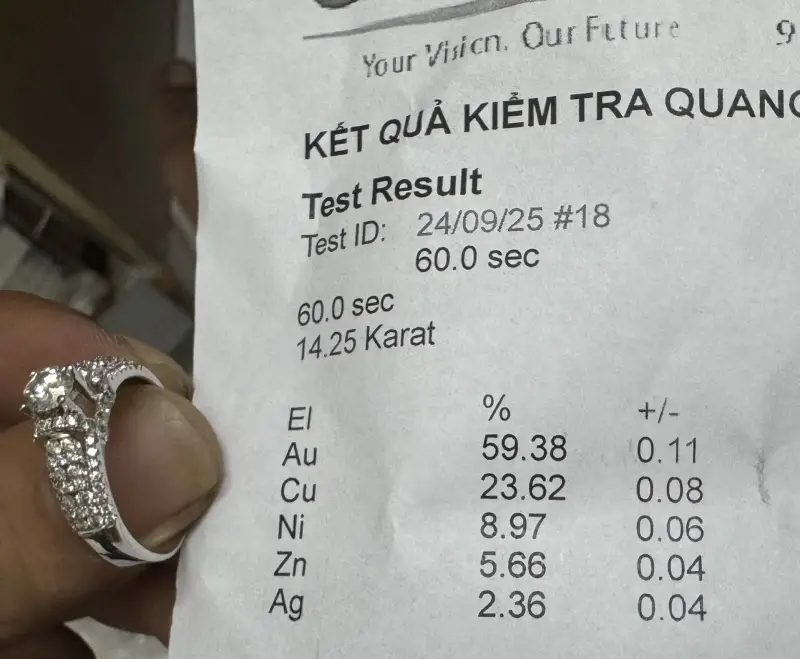 Your Vision. Our Future
9
KẾT QUẢ KIỂM TRA QUANG
Test Result
Test ID: 24/09/25 #18
60.0 sec
60.0 sec
14.25 Karat
El % +/-
Au 59.38 0.11
Cu 23.62 0.08
Ni 8.97 0.06
Zn 5.66 0.04
Ag 2.36 0.04